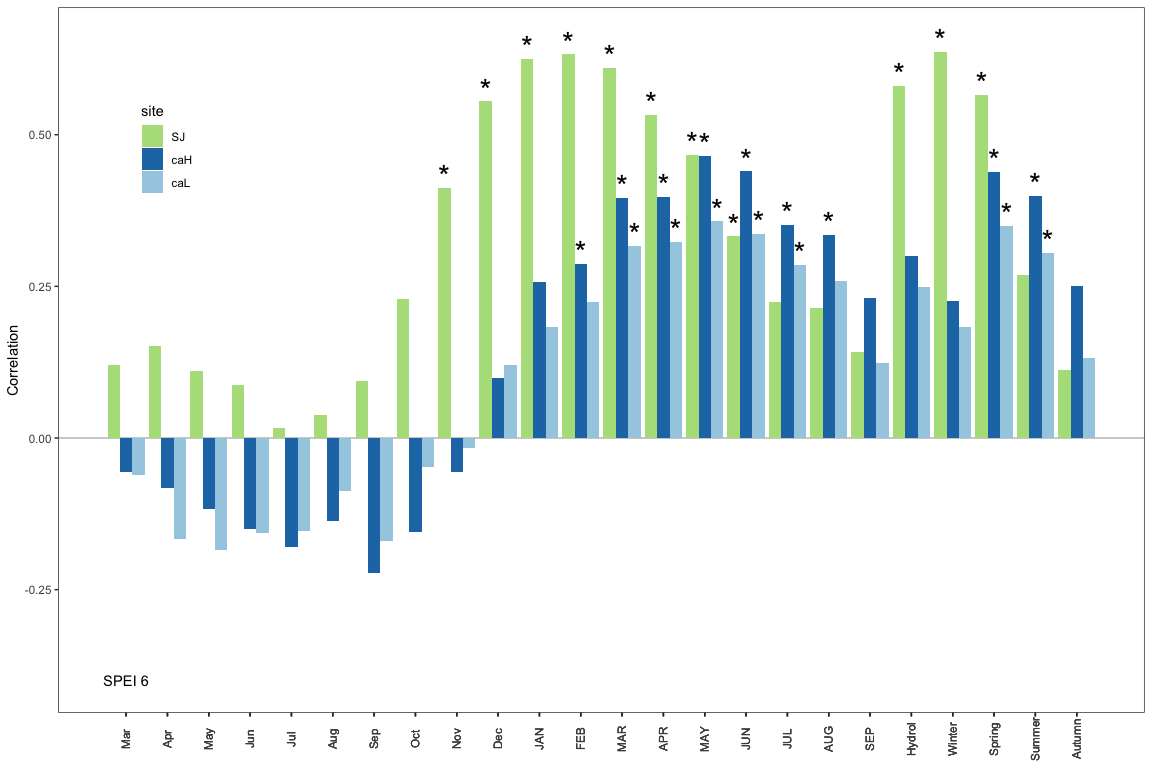 site
SJ
caH
caL
0.50
0.25
0.00
-0.25
Correlation
* * * * * * * * * * * * * * * * * * * * * * * * * * * * *
SPEI 6
Mar Apr May Jun Jul Aug Sep Oct Nov Dec JAN FEB MAR APR MAY JUN JUL AUG SEP Hydrol Winter Spring Summer Autumn